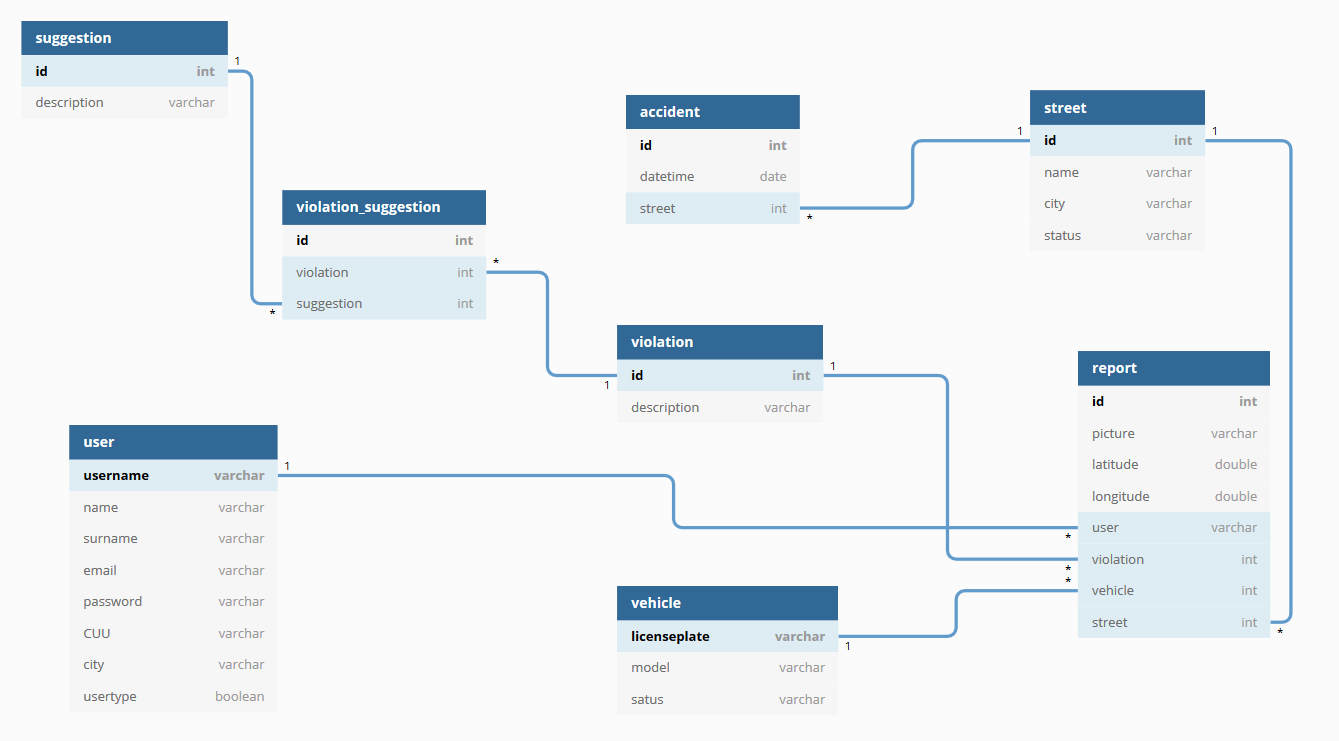 suggestion
id int
description varchar
1
*
violation_suggestion
id int
violation int
suggestion int
*
1
accident
id int
datetime date
street int
*
1
street
id int
name varchar
city varchar
status varchar
1
violation
id int
description varchar
1
report
id int
picture varchar
latitude double
longitude double
user varchar
violation int
vehicle int
street int
*
*
*
*
user
username varchar
name varchar
surname varchar
email varchar
password varchar
CUU varchar
city varchar
usertype boolean
1
vehicle
licenseplate varchar
model varchar
satus varchar
1